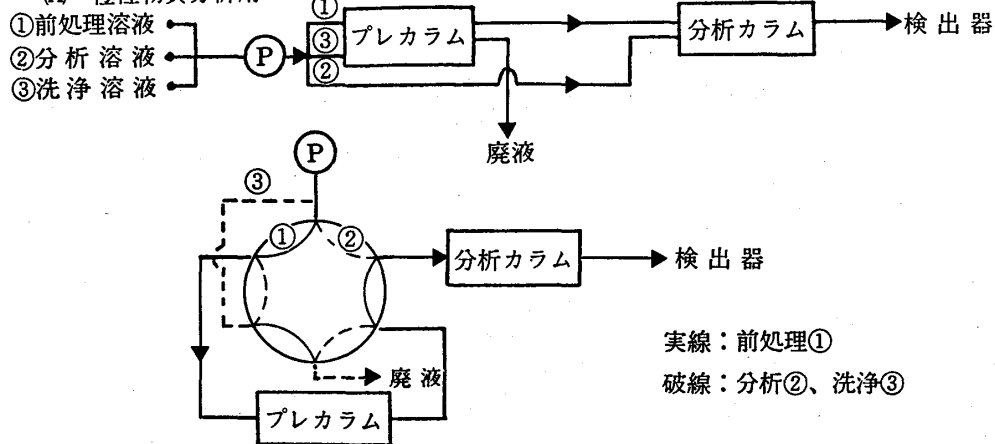 ①前処理溶液
②分析溶液
③洗浄溶液
P
①
③
②
プレカラム
分析カラム
検出器
廃液
P
③
①
②
分析カラム
検出器
廃液
プレカラム
実線：前処理①
破線：分析②、洗浄③